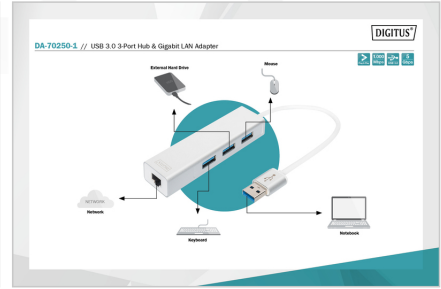 DIGITUS®
DA-70250-1 // USB 3.0 3-Port Hub & Gigabit LAN Adapter
External Hard Drive
Mouse
NETWORK
Network
Keyboard
Notebook